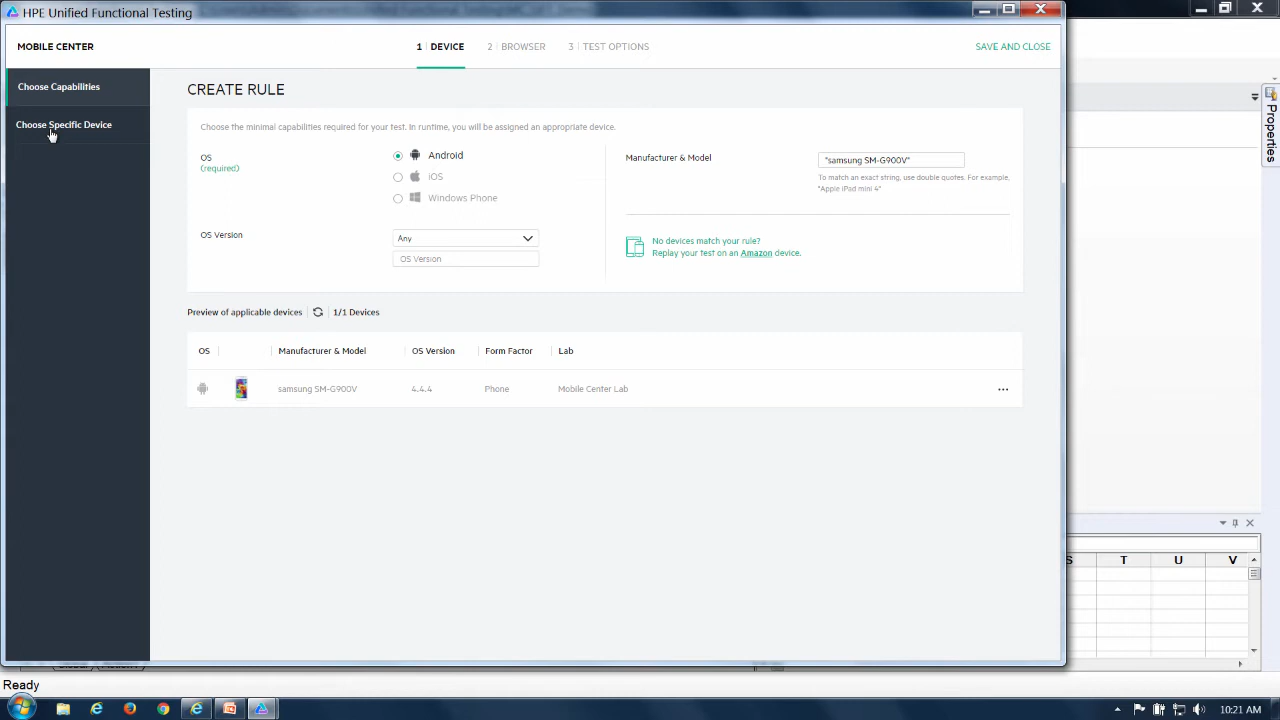 HPE Unified Functional Testing
MOBILE CENTER
1 DEVICE
2 BROWSER
3 TEST OPTIONS
SAVE AND CLOSE
Choose Capabilities
Choose Specific Device
CREATE RULE
Choose the minimal capabilities required for your test. In runtime, you will be assigned an appropriate device.
OS
(required)
Android
iOS
Windows Phone
OS Version
Any
OS Version
Manufacturer & Model
"samsung SM-G900V"
To match an exact string, use double quotes. For example,
"Apple iPad mini 4"
No devices match your rule?
Replay your test on an Amazon device.
Preview of applicable devices
1/1 Devices
OS Manufacturer & Model OS Version Form Factor Lab
samsung SM-G900V 4.4.4 Phone Mobile Center Lab
Properties
S T U V
Ready
10:21 AM